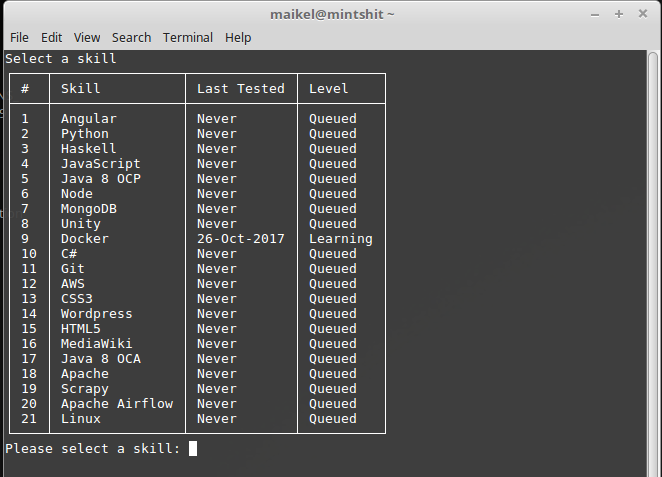 maikel@mintshit ~
File Edit View Search Terminal Help
Select a skill
# Skill Last Tested Level
1 Angular Never Queued
2 Python Never Queued
3 Haskell Never Queued
4 JavaScript Never Queued
5 Java 8 OCP Never Queued
6 Node Never Queued
7 MongoDB Never Queued
8 Unity Never Queued
9 Docker 26-Oct-2017 Learning
10 C# Never Queued
11 Git Never Queued
12 AWS Never Queued
13 CSS3 Never Queued
14 Wordpress Never Queued
15 HTML5 Never Queued
16 MediaWiki Never Queued
17 Java 8 OCA Never Queued
18 Apache Never Queued
19 Scrapy Never Queued
20 Apache Airflow Never Queued
21 Linux Never Queued
Please select a skill: